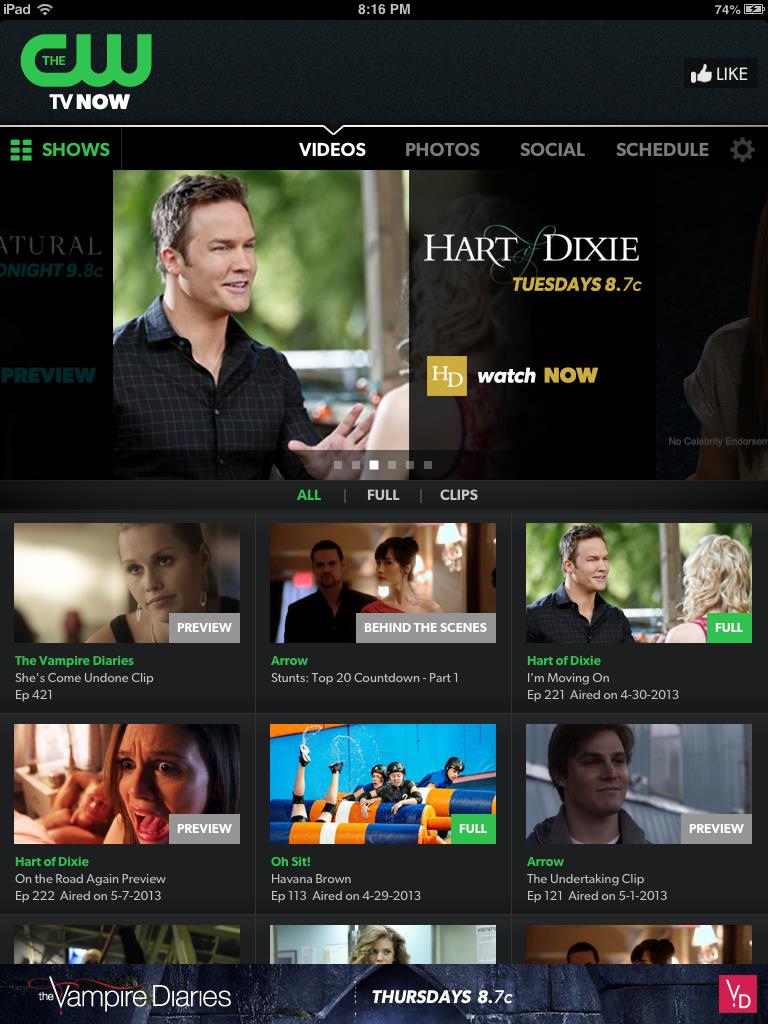 iPad 8:16 PM 74%
THE CW
TV NOW
LIKE
SHOWS VIDEOS PHOTOS SOCIAL SCHEDULE
ATURAL
ONIGHT 9.8c
PREVIEW
HART of DIXIE
TUESDAYS 8.7c
HD watch NOW
No Celebrity Endorsem
ALL | FULL | CLIPS
PREVIEW
The Vampire Diaries
She's Come Undone Clip
Ep 421
BEHIND THE SCENES
Arrow
Stunts: Top 20 Countdown - Part 1
FULL
Hart of Dixie
I'm Moving On
Ep 221 Aired on 4-30-2013
PREVIEW
Hart of Dixie
On the Road Again Preview
Ep 222 Aired on 5-7-2013
FULL
Oh Sit!
Havana Brown
Ep 113 Aired on 4-29-2013
PREVIEW
Arrow
The Undertaking Clip
Ep 121 Aired on 5-1-2013
the Vampire Diaries THURSDAYS 8.7c VD